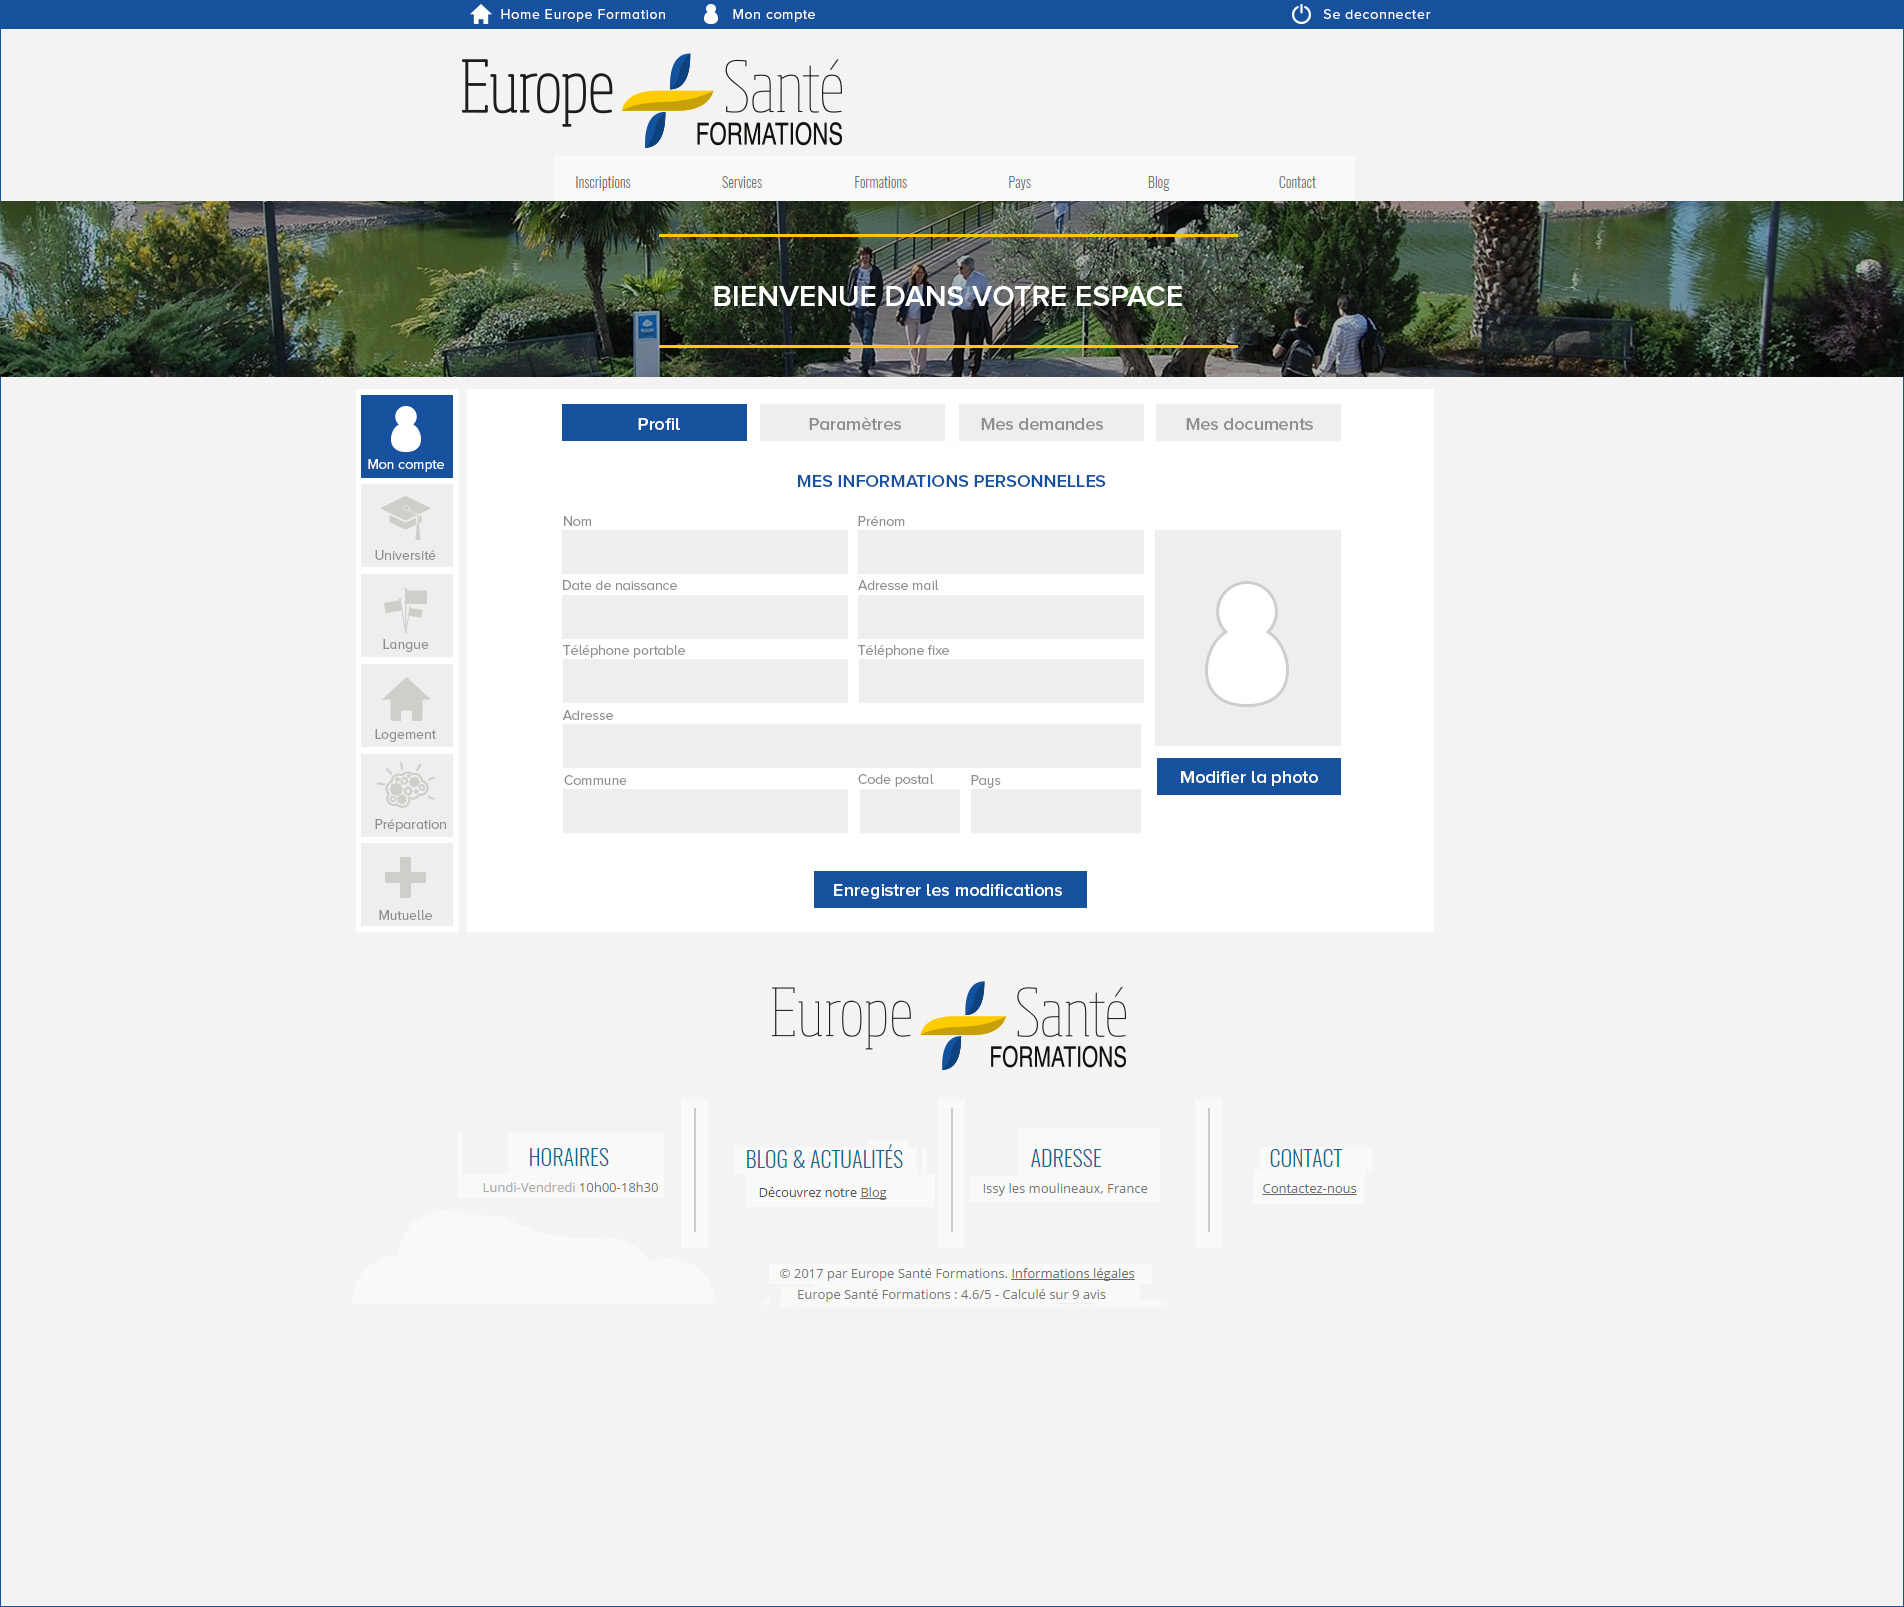 Home Europe Formation
Mon compte
Se deconnecter
Europe Santé
FORMATIONS
Inscriptions
Services
Formations
Pays
Blog
Contact
BIENVENUE DANS VOTRE ESPACE
Mon compte
Université
Langue
Logement
Préparation
Mutuelle
Profil
Paramètres
Mes demandes
Mes documents
MES INFORMATIONS PERSONNELLES
Nom
Prénom
Date de naissance
Adresse mail
Téléphone portable
Téléphone fixe
Adresse
Commune
Code postal
Pays
Modifier la photo
Enregistrer les modifications
Europe Santé
FORMATIONS
HORAIRES
Lundi-Vendredi 10h00-18h30
BLOG & ACTUALITÉS
Découvrez notre Blog
ADRESSE
Issy les moulineaux, France
CONTACT
Contactez-nous
© 2017 par Europe Santé Formations. Informations légales
Europe Santé Formations : 4.6/5 - Calculé sur 9 avis